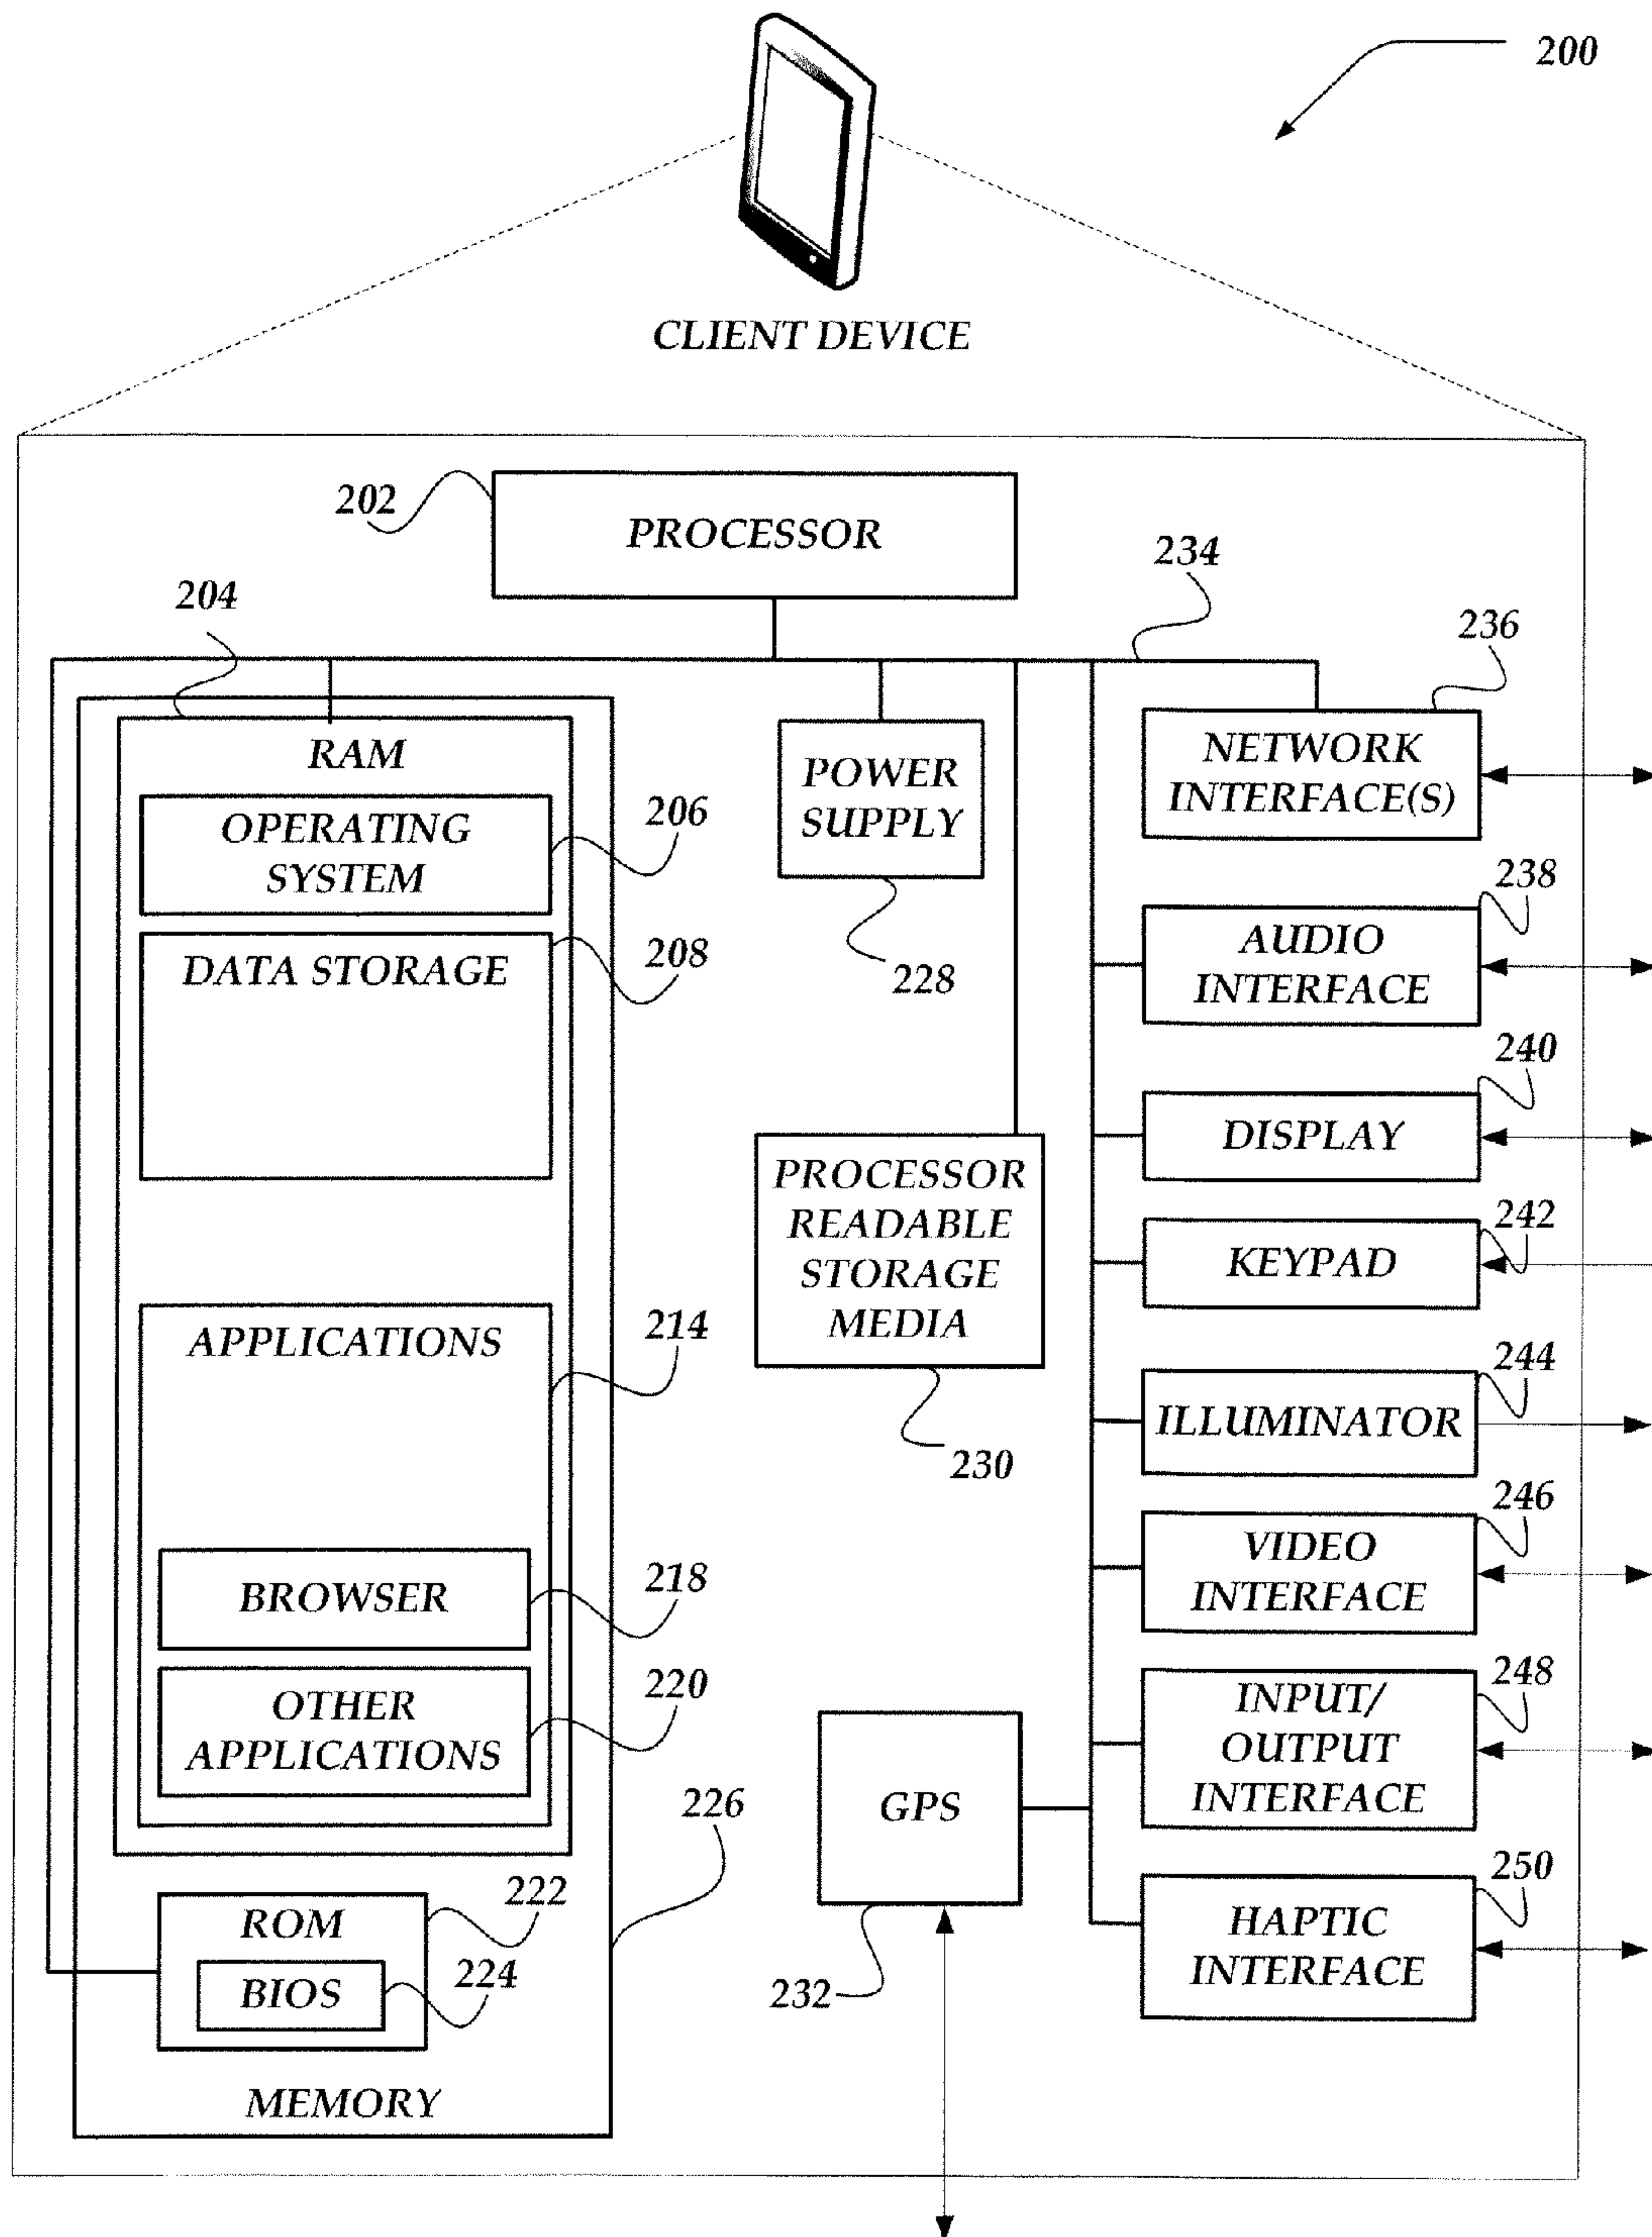 200
CLIENT DEVICE
202
PROCESSOR
234
204
236
RAM
NETWORK
INTERFACE(S)
POWER
SUPPLY
206
OPERATING
SYSTEM
238
208
AUDIO
INTERFACE
DATA STORAGE
228
240
DISPLAY
PROCESSOR
READABLE
STORAGE
MEDIA
242
KEYPAD
214
APPLICATIONS
244
ILLUMINATOR
230
246
VIDEO
INTERFACE
218
BROWSER
220
OTHER
APPLICATIONS
248
INPUT/
OUTPUT
INTERFACE
226
GPS
250
222
ROM
HAPTIC
INTERFACE
224
BIOS
232
MEMORY